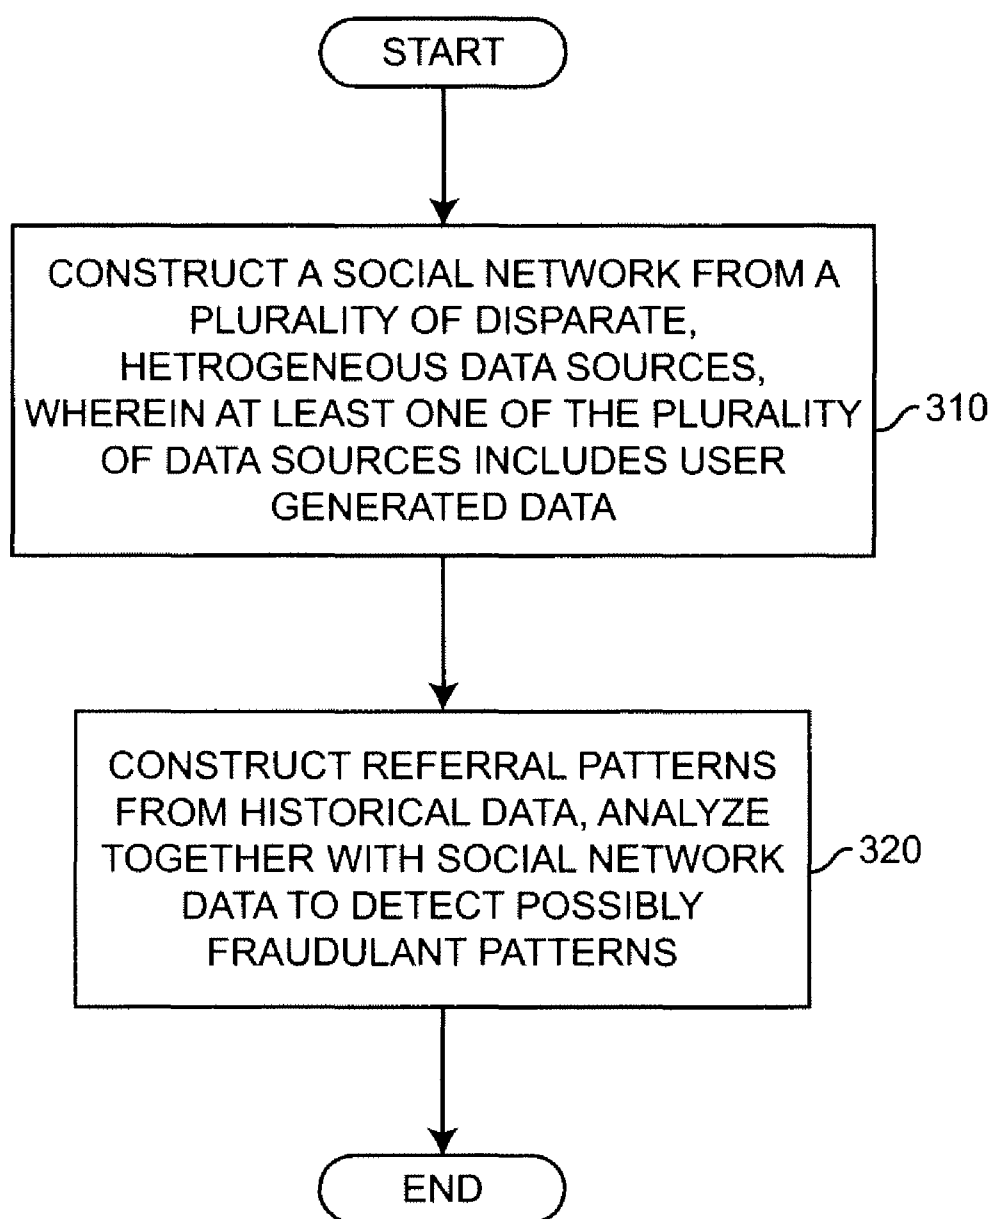 START
CONSTRUCT A SOCIAL NETWORK FROM A
PLURALITY OF DISPARATE,
HETROGENEOUS DATA SOURCES,
WHEREIN AT LEAST ONE OF THE PLURALITY
OF DATA SOURCES INCLUDES USER
GENERATED DATA
310
CONSTRUCT REFERRAL PATTERNS
FROM HISTORICAL DATA, ANALYZE
TOGETHER WITH SOCIAL NETWORK
DATA TO DETECT POSSIBLY
FRAUDULANT PATTERNS
320
END